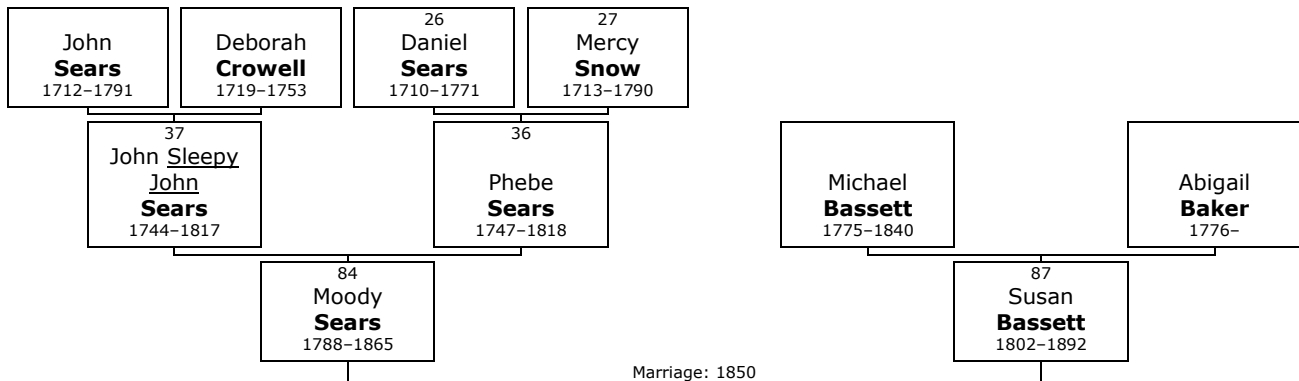 John
Sears
1712–1791
Deborah
Crowell
1719–1753
26
Daniel
Sears
1710–1771
27
Mercy
Snow
1713–1790
37
John Sleepy
John
Sears
1744–1817
36
Phebe
Sears
1747–1818
Michael
Bassett
1775–1840
Abigail
Baker
1776–
84
Moody
Sears
1788–1865
87
Susan
Bassett
1802–1892
Marriage: 1850